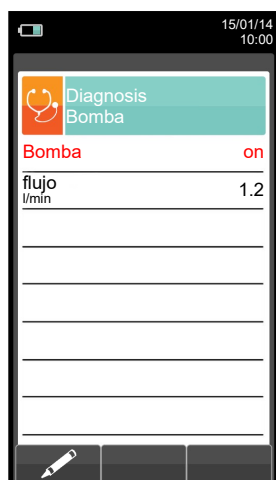 15/01/14
10:00
Diagnosis
Bomba
Bomba on
flujo
l/min 1.2